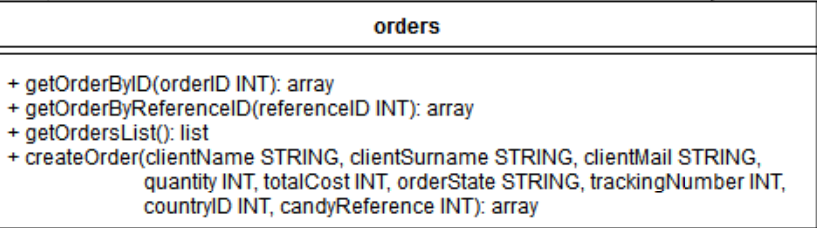 orders
+ getOrderByID(orderID INT): array
+ getOrderByReferenceID(referenceID INT): array
+ getOrdersList(): list
+ createOrder(clientName STRING, clientSurname STRING, clientMail STRING,
quantity INT, totalCost INT, orderState STRING, trackingNumber INT,
countryID INT, candyReference INT): array